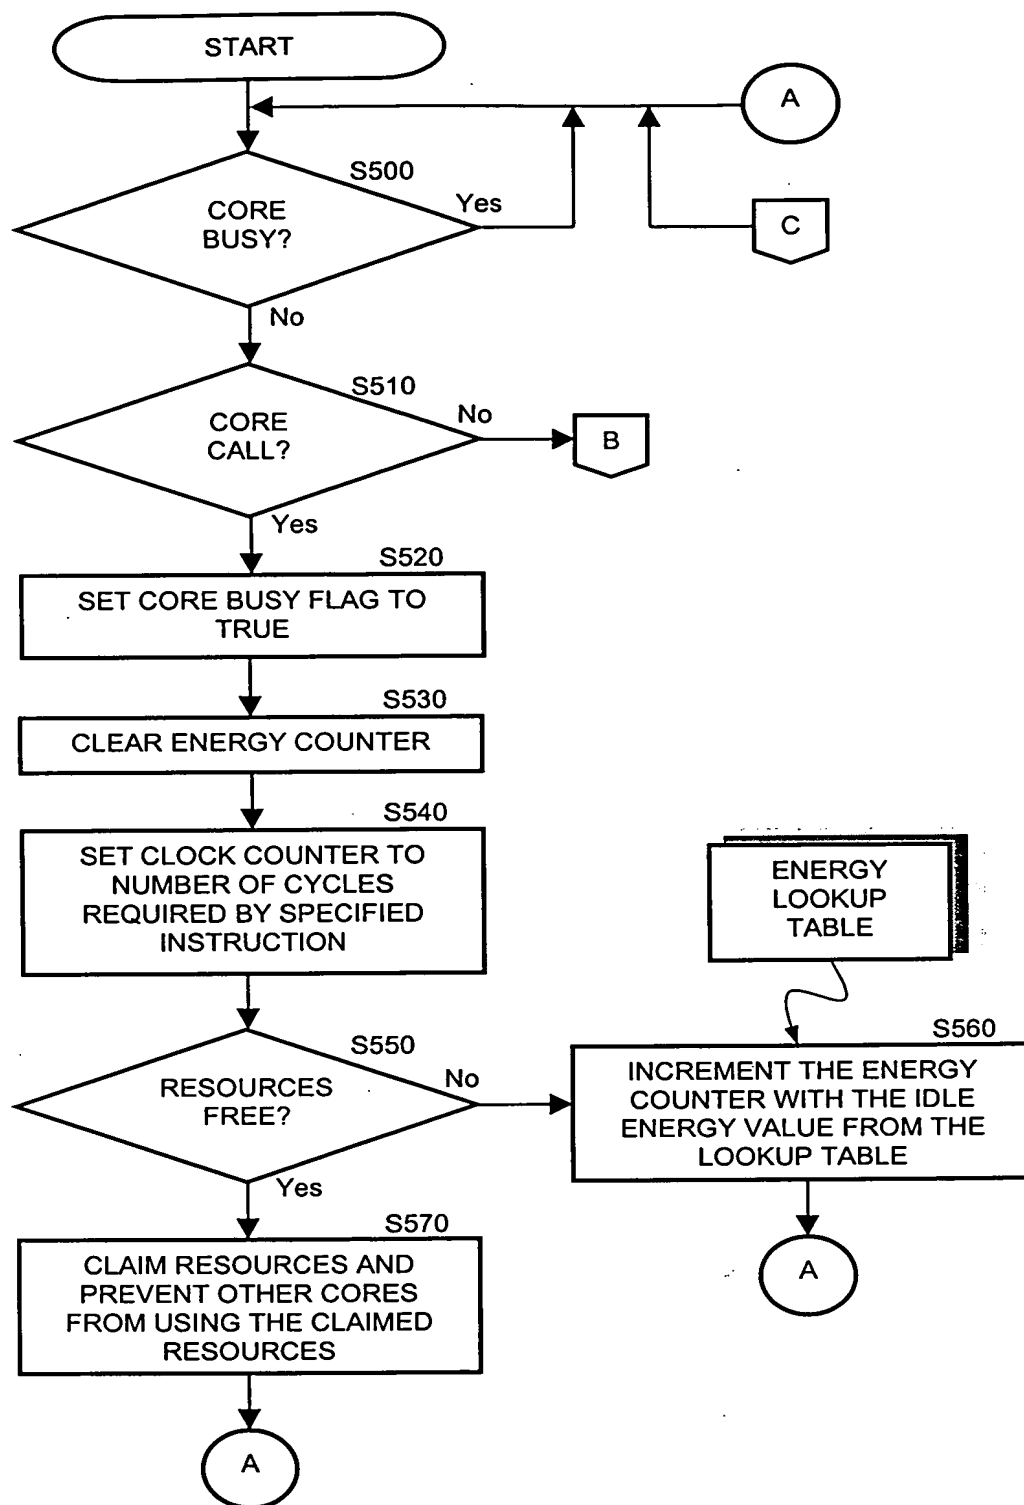 START
A
S500
CORE
BUSY?
Yes
C
No
S510
CORE
CALL?
No
B
Yes
S520
SET CORE BUSY FLAG TO
TRUE
S530
CLEAR ENERGY COUNTER
S540
SET CLOCK COUNTER TO
NUMBER OF CYCLES
REQUIRED BY SPECIFIED
INSTRUCTION
ENERGY
LOOKUP
TABLE
S550
RESOURCES
FREE?
No
S560
INCREMENT THE ENERGY
COUNTER WITH THE IDLE
ENERGY VALUE FROM THE
LOOKUP TABLE
Yes
S570
CLAIM RESOURCES AND
PREVENT OTHER CORES
FROM USING THE CLAIMED
RESOURCES
A
A